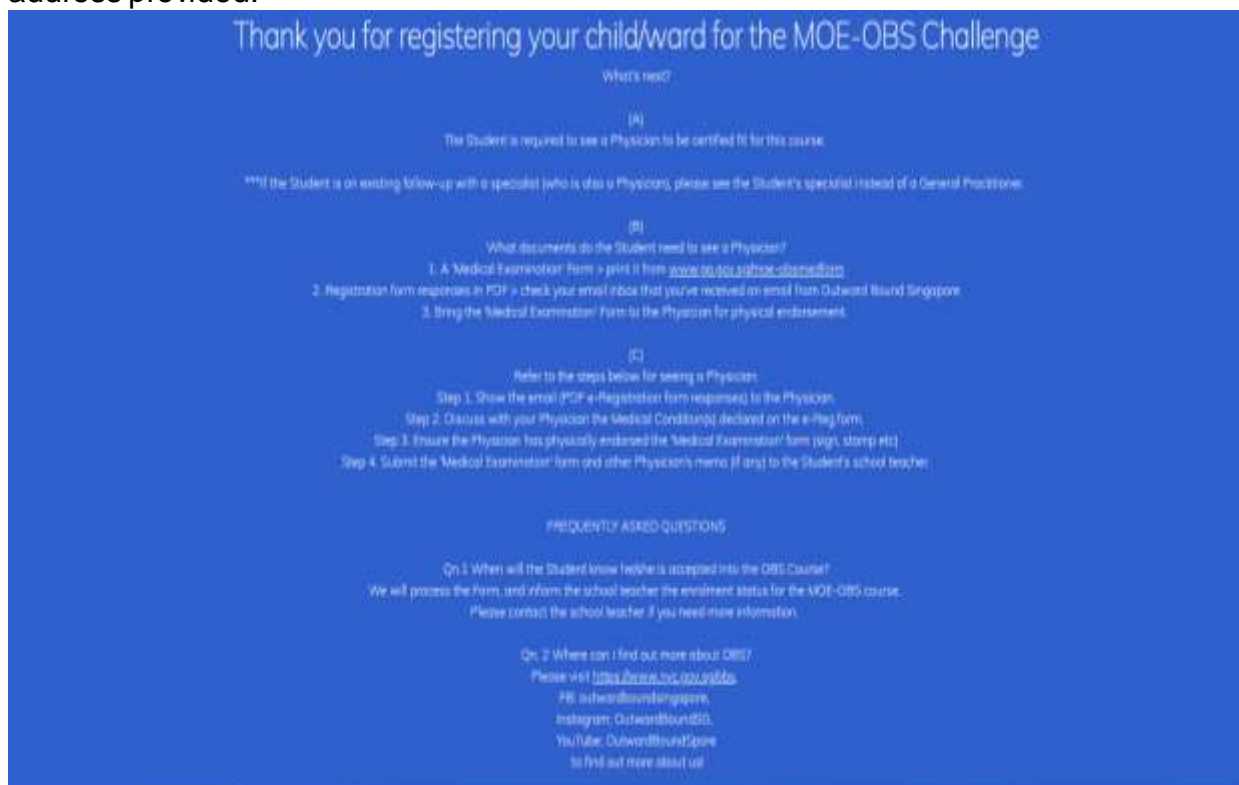 address provided.
Thank you for registering your child/ward for the MOE-OBS Challenge
What's next?
(A)
The Student is required to see a Physician to be certified fit for this course.
***If the Student is on existing follow-up with a specialist (who is also a Physician), please see the Student's specialist instead of a General Practitioner.
(B)
What documents do the Student need to see a Physician?
1. A 'Medical Examination' Form > print it from
2. Registration form responses in PDF > check your email inbox that you've received an email from Outward Bound Singapore
3. Bring the 'Medical Examination' Form to the Physician for physical endorsement.
(C)
Refer to the steps below for seeing a Physician:
Step 1. Show the email (PDF e-Registration form responses) to the Physician.
Step 2. Discuss with your Physician the Medical Condition(s) declared on the e-Reg form.
Step 3. Ensure the Physician has physically endorsed the 'Medical Examination' form (sign, stamp etc)
Step 4. Submit the 'Medical Examination' form and other Physician's memo (if any) to the Student's school teacher.
FREQUENTLY ASKED QUESTIONS
Qn 1 When will the Student know he/she is accepted into the OBS Course?
We will process the Form, and inform the school teacher the enrolment status for the MOE-OBS course.
Please contact the school teacher if you need more information.
Qn. 2 Where can I find out more about OBS?
Please visit https://www.nyc.gov.sg/obs,
FB: outwardboundsingapore,
Instagram: OutwardBoundSG,
YouTube: OutwardBoundSpore
to find out more about us!